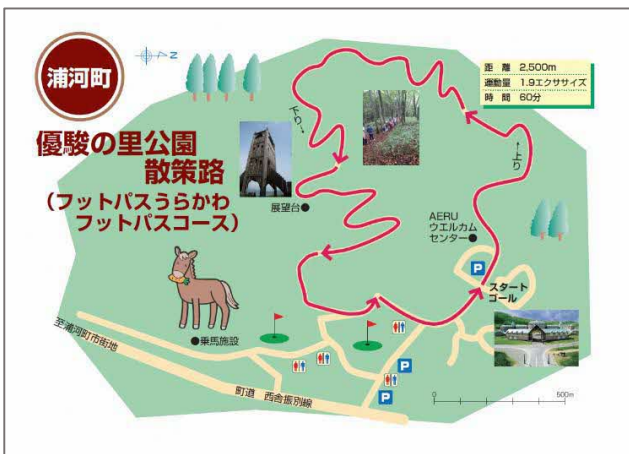 浦河町
優駿の里公園
散策路
(フットパスうらかわ
フットパスコース)
N
距離 2,500m
運動量 1.9エクササイズ
時間 60分
下り→
←上り
展望台●
AERU
ウエルカム
センター●
P
スタート
ゴール
●乗馬施設
至浦河町市街地
町道 西舎振別線
P
P
0
500m